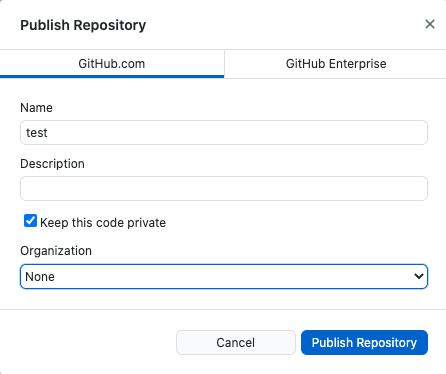 Publish Repository
GitHub.com
GitHub Enterprise
Name
test
Description
Keep this code private
Organization
None
Cancel
Publish Repository